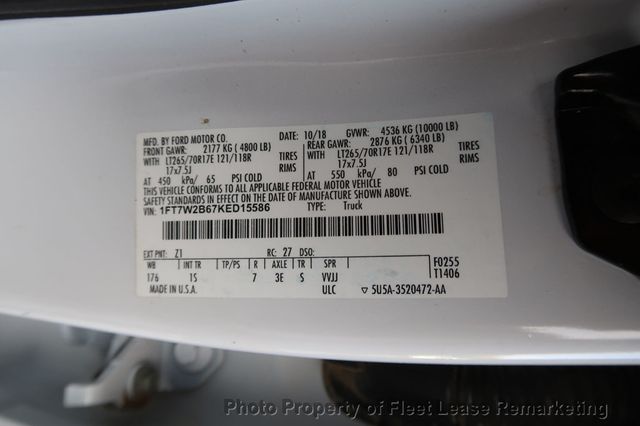 MFD. BY FORD MOTOR CO.
DATE: 10/18 GVWR: 4536 KG (10000 LB)
FRONT GAWR: 2177 KG ( 4800 LB) REAR GAWR: 2876 KG ( 6340 LB)
WITH LT265/70R17E 121/118R TIRES WITH LT265/70R17E 121/118R TIRES
17x7.5J RIMS 17x7.5J RIMS
AT 450 kPa/ 65 PSI COLD AT 550 kPa/ 80 PSI COLD
THIS VEHICLE CONFORMS TO ALL APPLICABLE FEDERAL MOTOR VEHICLE
SAFETY STANDARDS IN EFFECT ON THE DATE OF MANUFACTURE SHOWN ABOVE.
VIN: 1FT7W2B67KED15586 TYPE: Truck
EXT PNT: Z1 RC: 27 DSO: F0255
WB INT TR TP/PS R AXLE TR SPR T1406
176 1S 7 3E S VVJJ
MADE IN U.S.A. ULC ▽ 5U5A-3520472-AA
Photo Property of Fleet Lease Remarketing